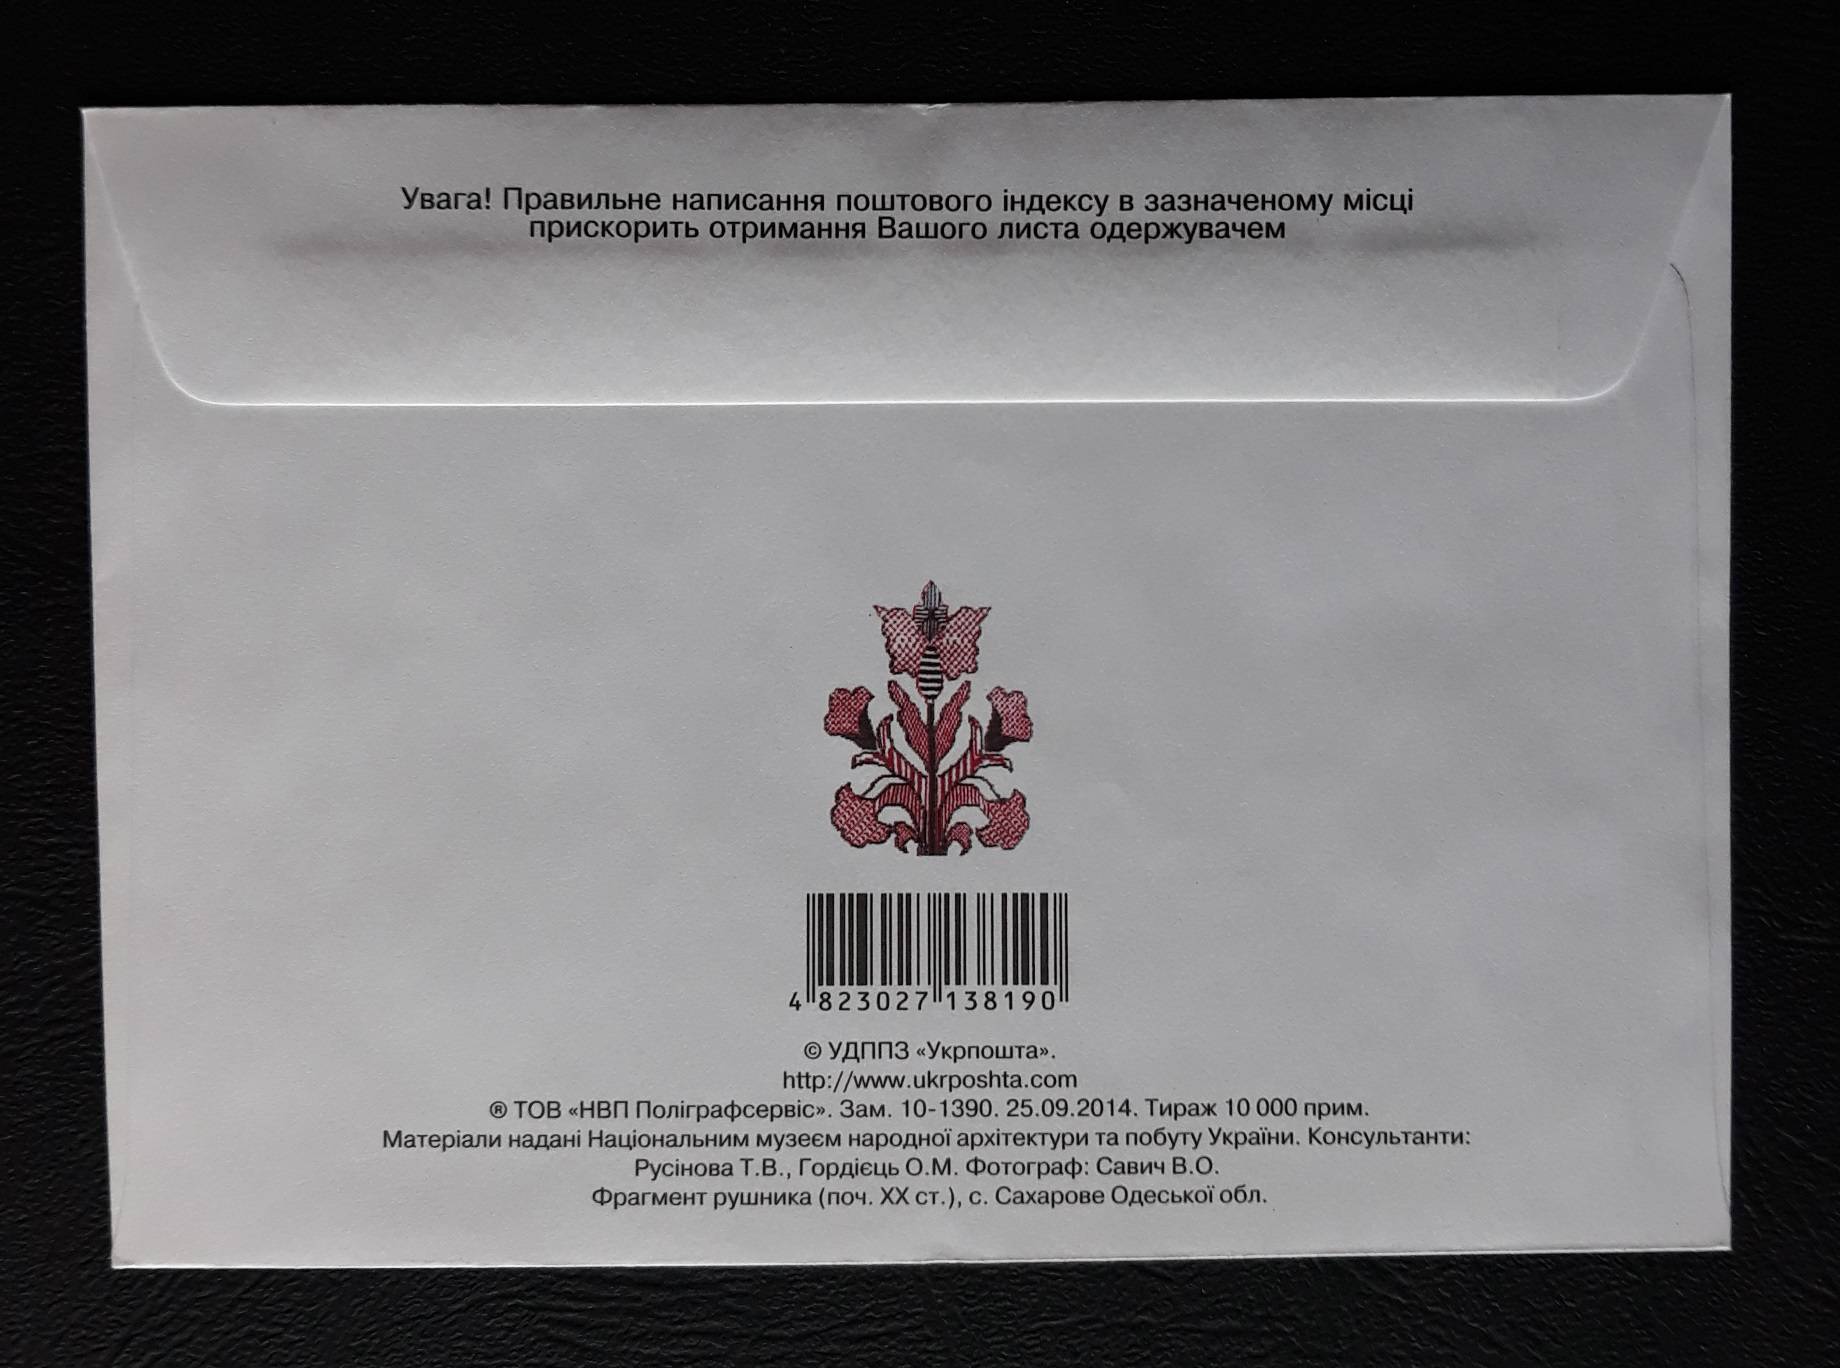 Увага! Правильне написання поштового індексу в зазначеному місці
прискорить отримання Вашого листа одержувачем
4 823027 138190
© УДППЗ «Укрпошта».
http://www.ukrposhta.com
® ТОВ «НВП Поліграфсервіс». Зам. 10-1390. 25.09.2014. Тираж 10 000 прим.
Матеріали надані Національним музеєм народної архітектури та побуту України. Консультанти:
Русінова Т.В., Гордієць О.М. Фотограф: Савич В.О.
Фрагмент рушника (поч. XX ст.), с. Сахарове Одеської обл.